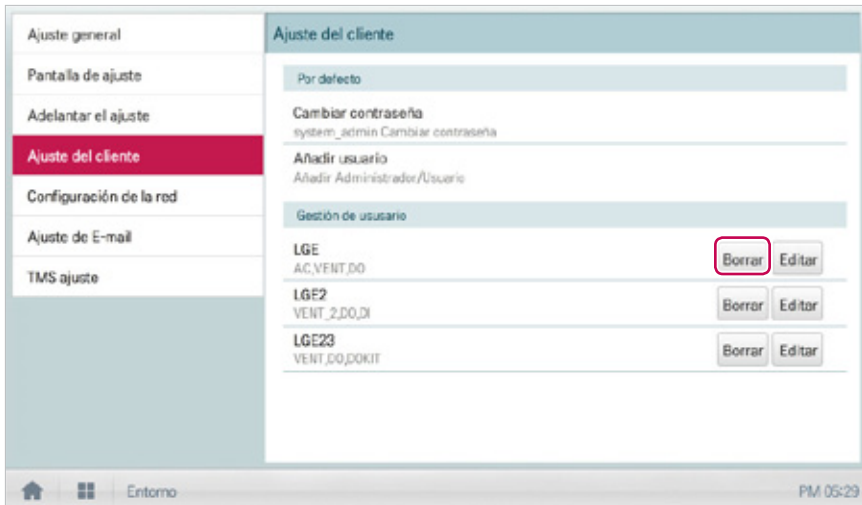 Ajuste general
Pantalla de ajuste
Adelantar el ajuste
Ajuste del cliente
Configuración de la red
Ajuste de E-mail
TMS ajuste
Ajuste del cliente
Por defecto
Cambiar contraseña
system_admin Cambiar contraseña
Añadir usuario
Añadir Administrador/Usuario
Gestión de ususario
LGE
AC,VENT,DO
Borrar Editar
LGE2
VENT_2,DO,DI
Borrar Editar
LGE23
VENT,DO,DOKIT
Borrar Editar
Entorno
PM 05:29